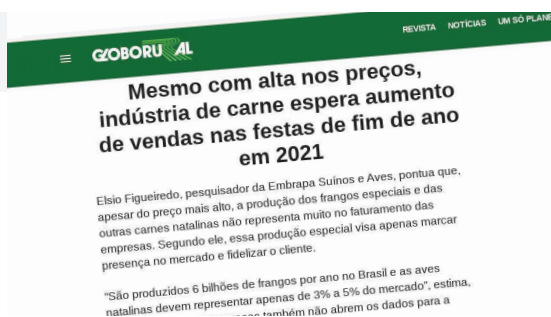 GLOBORURAL
REVISTA NOTÍCIAS UM SÓ
Mesmo com alta nos preços,
indústria de carne espera aumento
de vendas nas festas de fim de ano
em 2021
Elsio Figueiredo, pesquisador da Embrapa Suínos e Aves, pontua que,
apesar do preço mais alto, a produção dos frangos especiais e das
outras carnes natalinas não representa muito no faturamento das
empresas. Segundo ele, essa produção especial visa apenas marcar
presença no mercado e fidelizar o cliente.
"São produzidos 6 bilhões de frangos por ano no Brasil e as aves
natalinas devem representar apenas de 3% a 5% do mercado", estima,
também não abrem os dados para a